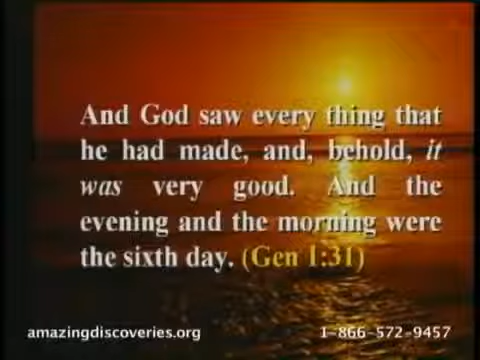 And God saw every thing that
he had made, and, behold, it
was very good. And the
evening and the morning were
the sixth day. (Gen 1:31)
amazingdiscoveries.org 1-866-572-9457